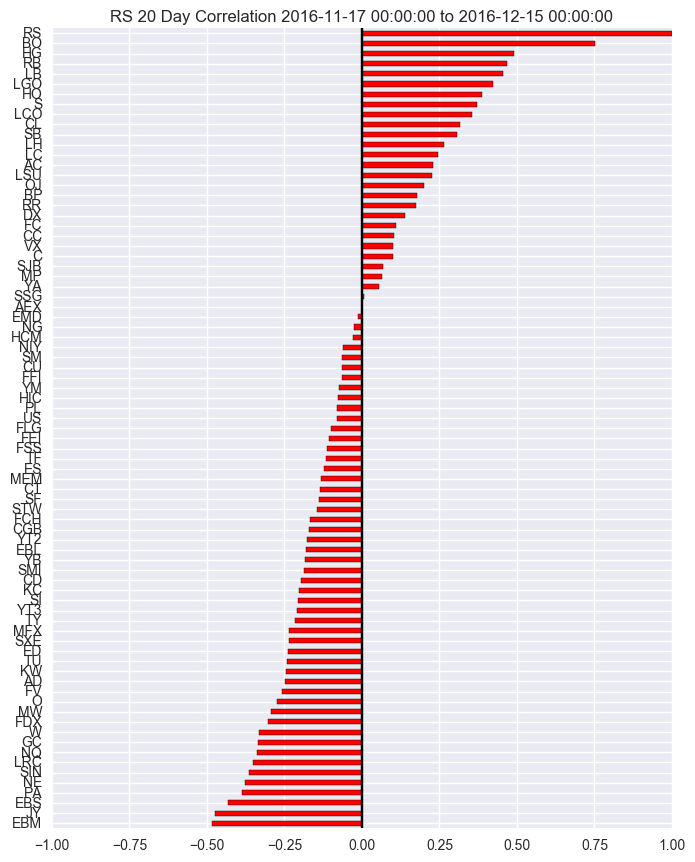 RS 20 Day Correlation 2016-11-17 00:00:00 to 2016-12-15 00:00:00
RS
BO
HG
RB
LB
LGO
HO
S
LCO
CL
SB
LH
LC
AC
LSU
OJ
BP
RR
DX
FC
CC
VX
C
SJB
MP
YA
SSG
AEX
EMD
NG
HCM
NIY
SM
CU
FFI
YM
HIC
PL
US
FLG
FEI
FSS
TF
ES
MEM
CT
SF
STW
FCH
CGB
YT2
EBL
YB
SMI
CD
KC
SI
YT3
TY
MFX
SXE
ED
TU
KW
AD
FV
O
MW
FDX
W
GC
NQ
LRC
SIN
NE
PA
EBS
JY
EBM
−1.00 −0.75 −0.50 −0.25 0.00 0.25 0.50 0.75 1.00